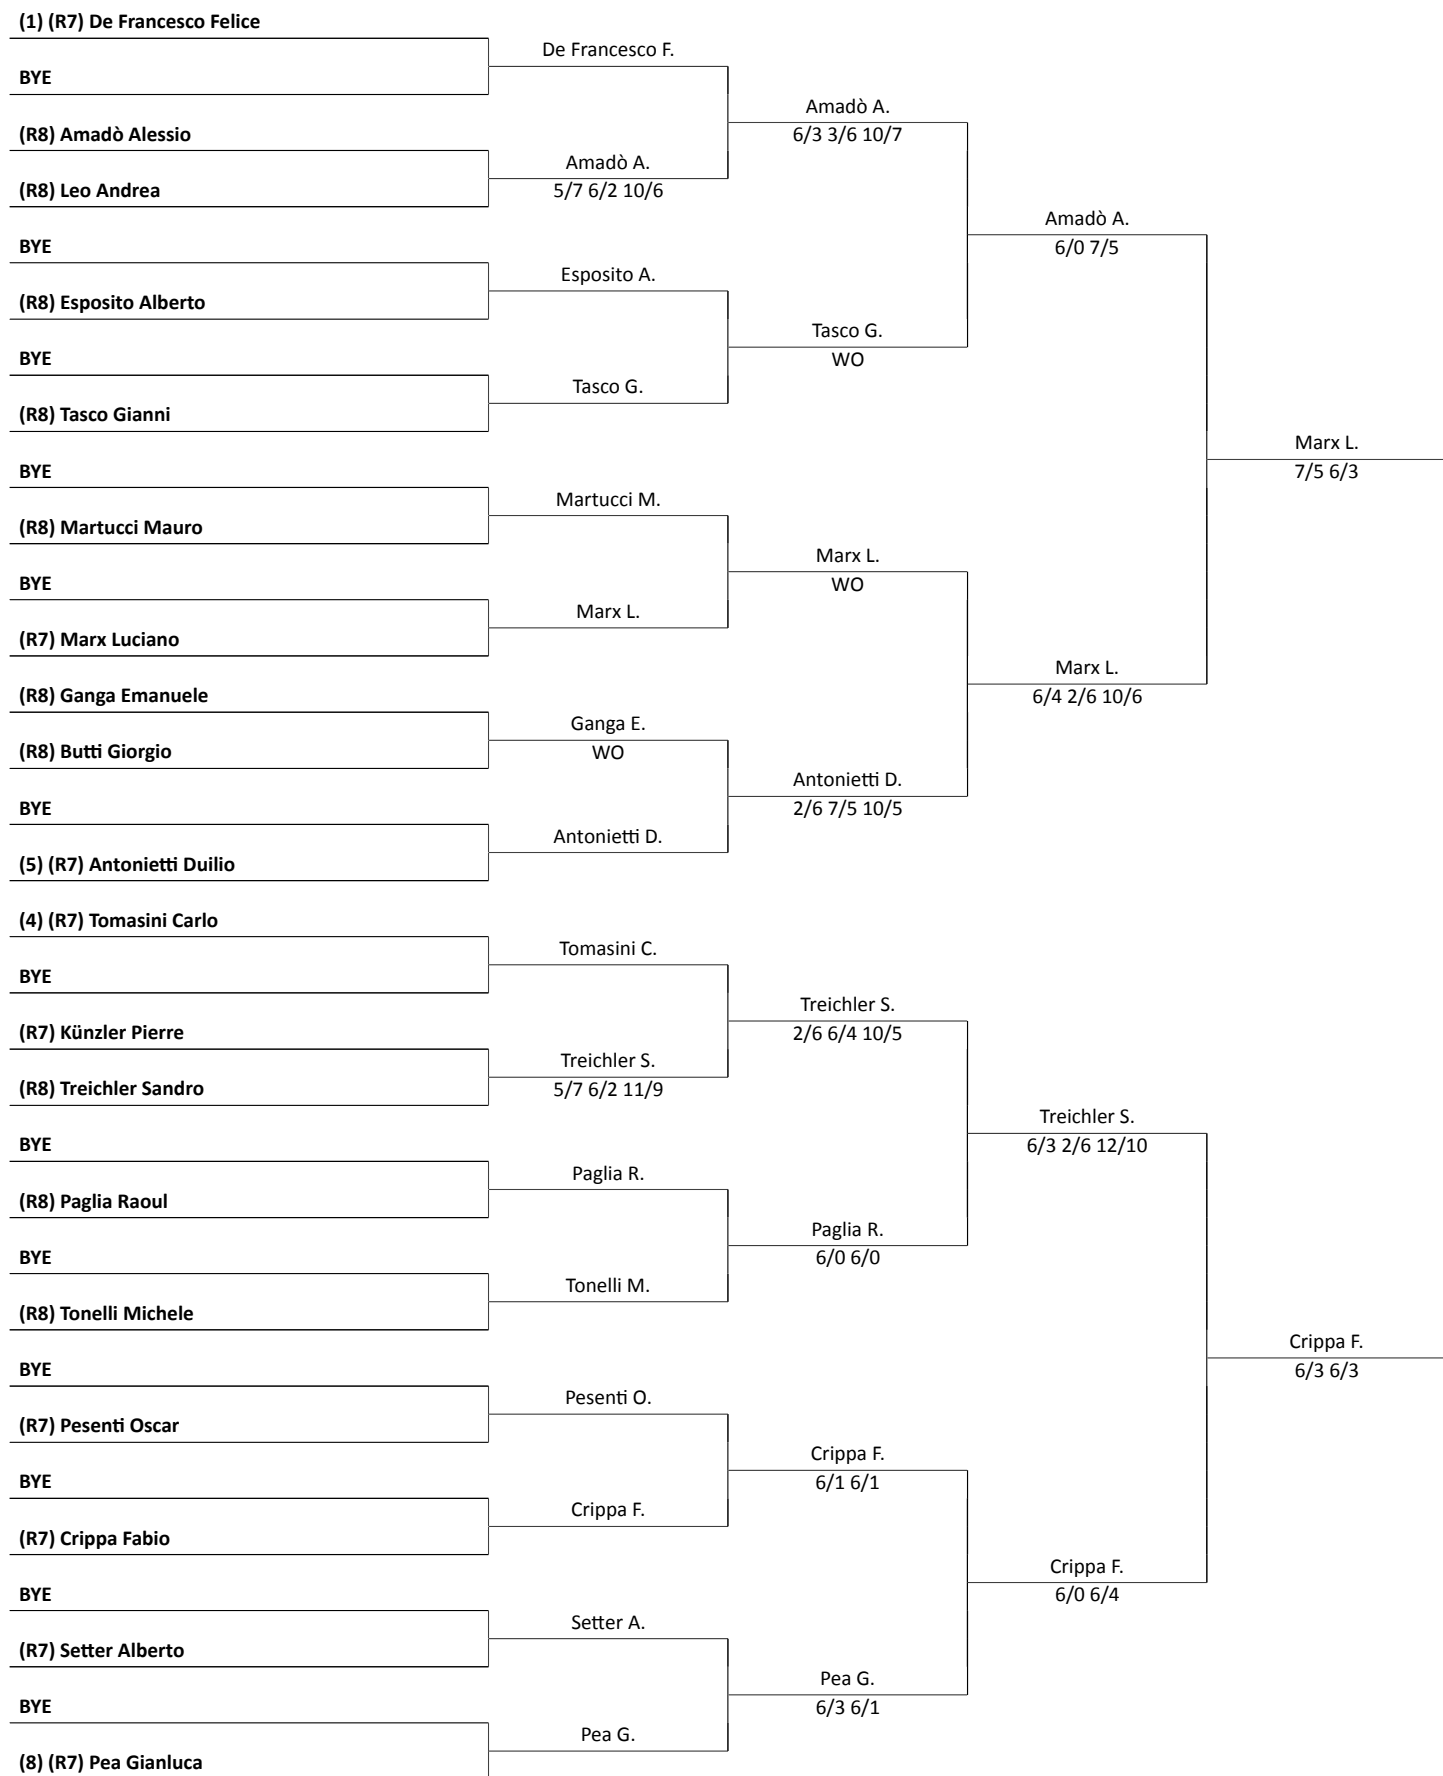 (1) (R7) De Francesco Felice
BYE
(R8) Amadò Alessio
(R8) Leo Andrea
BYE
(R8) Esposito Alberto
BYE
(R8) Tasco Gianni
BYE
(R8) Martucci Mauro
BYE
(R7) Marx Luciano
(R8) Ganga Emanuele
(R8) Butti Giorgio
BYE
(5) (R7) Antonietti Duilio
(4) (R7) Tomasini Carlo
BYE
(R7) Künzler Pierre
(R8) Treichler Sandro
BYE
(R8) Paglia Raoul
BYE
(R8) Tonelli Michele
BYE
(R7) Pesenti Oscar
BYE
(R7) Crippa Fabio
BYE
(R7) Setter Alberto
BYE
(8) (R7) Pea Gianluca
De Francesco F.
Amadò A.
5/7 6/2 10/6
Esposito A.
Tasco G.
Martucci M.
Marx L.
Ganga E.
WO
Antonietti D.
Tomasini C.
Treichler S.
5/7 6/2 11/9
Paglia R.
Tonelli M.
Pesenti O.
Crippa F.
Setter A.
Pea G.
Amadò A.
6/3 3/6 10/7
Tasco G.
WO
Marx L.
WO
Antonietti D.
2/6 7/5 10/5
Treichler S.
2/6 6/4 10/5
Paglia R.
6/0 6/0
Crippa F.
6/1 6/1
Pea G.
6/3 6/1
Amadò A.
6/0 7/5
Marx L.
6/4 2/6 10/6
Treichler S.
6/3 2/6 12/10
Crippa F.
6/0 6/4
Marx L.
7/5 6/3
Crippa F.
6/3 6/3